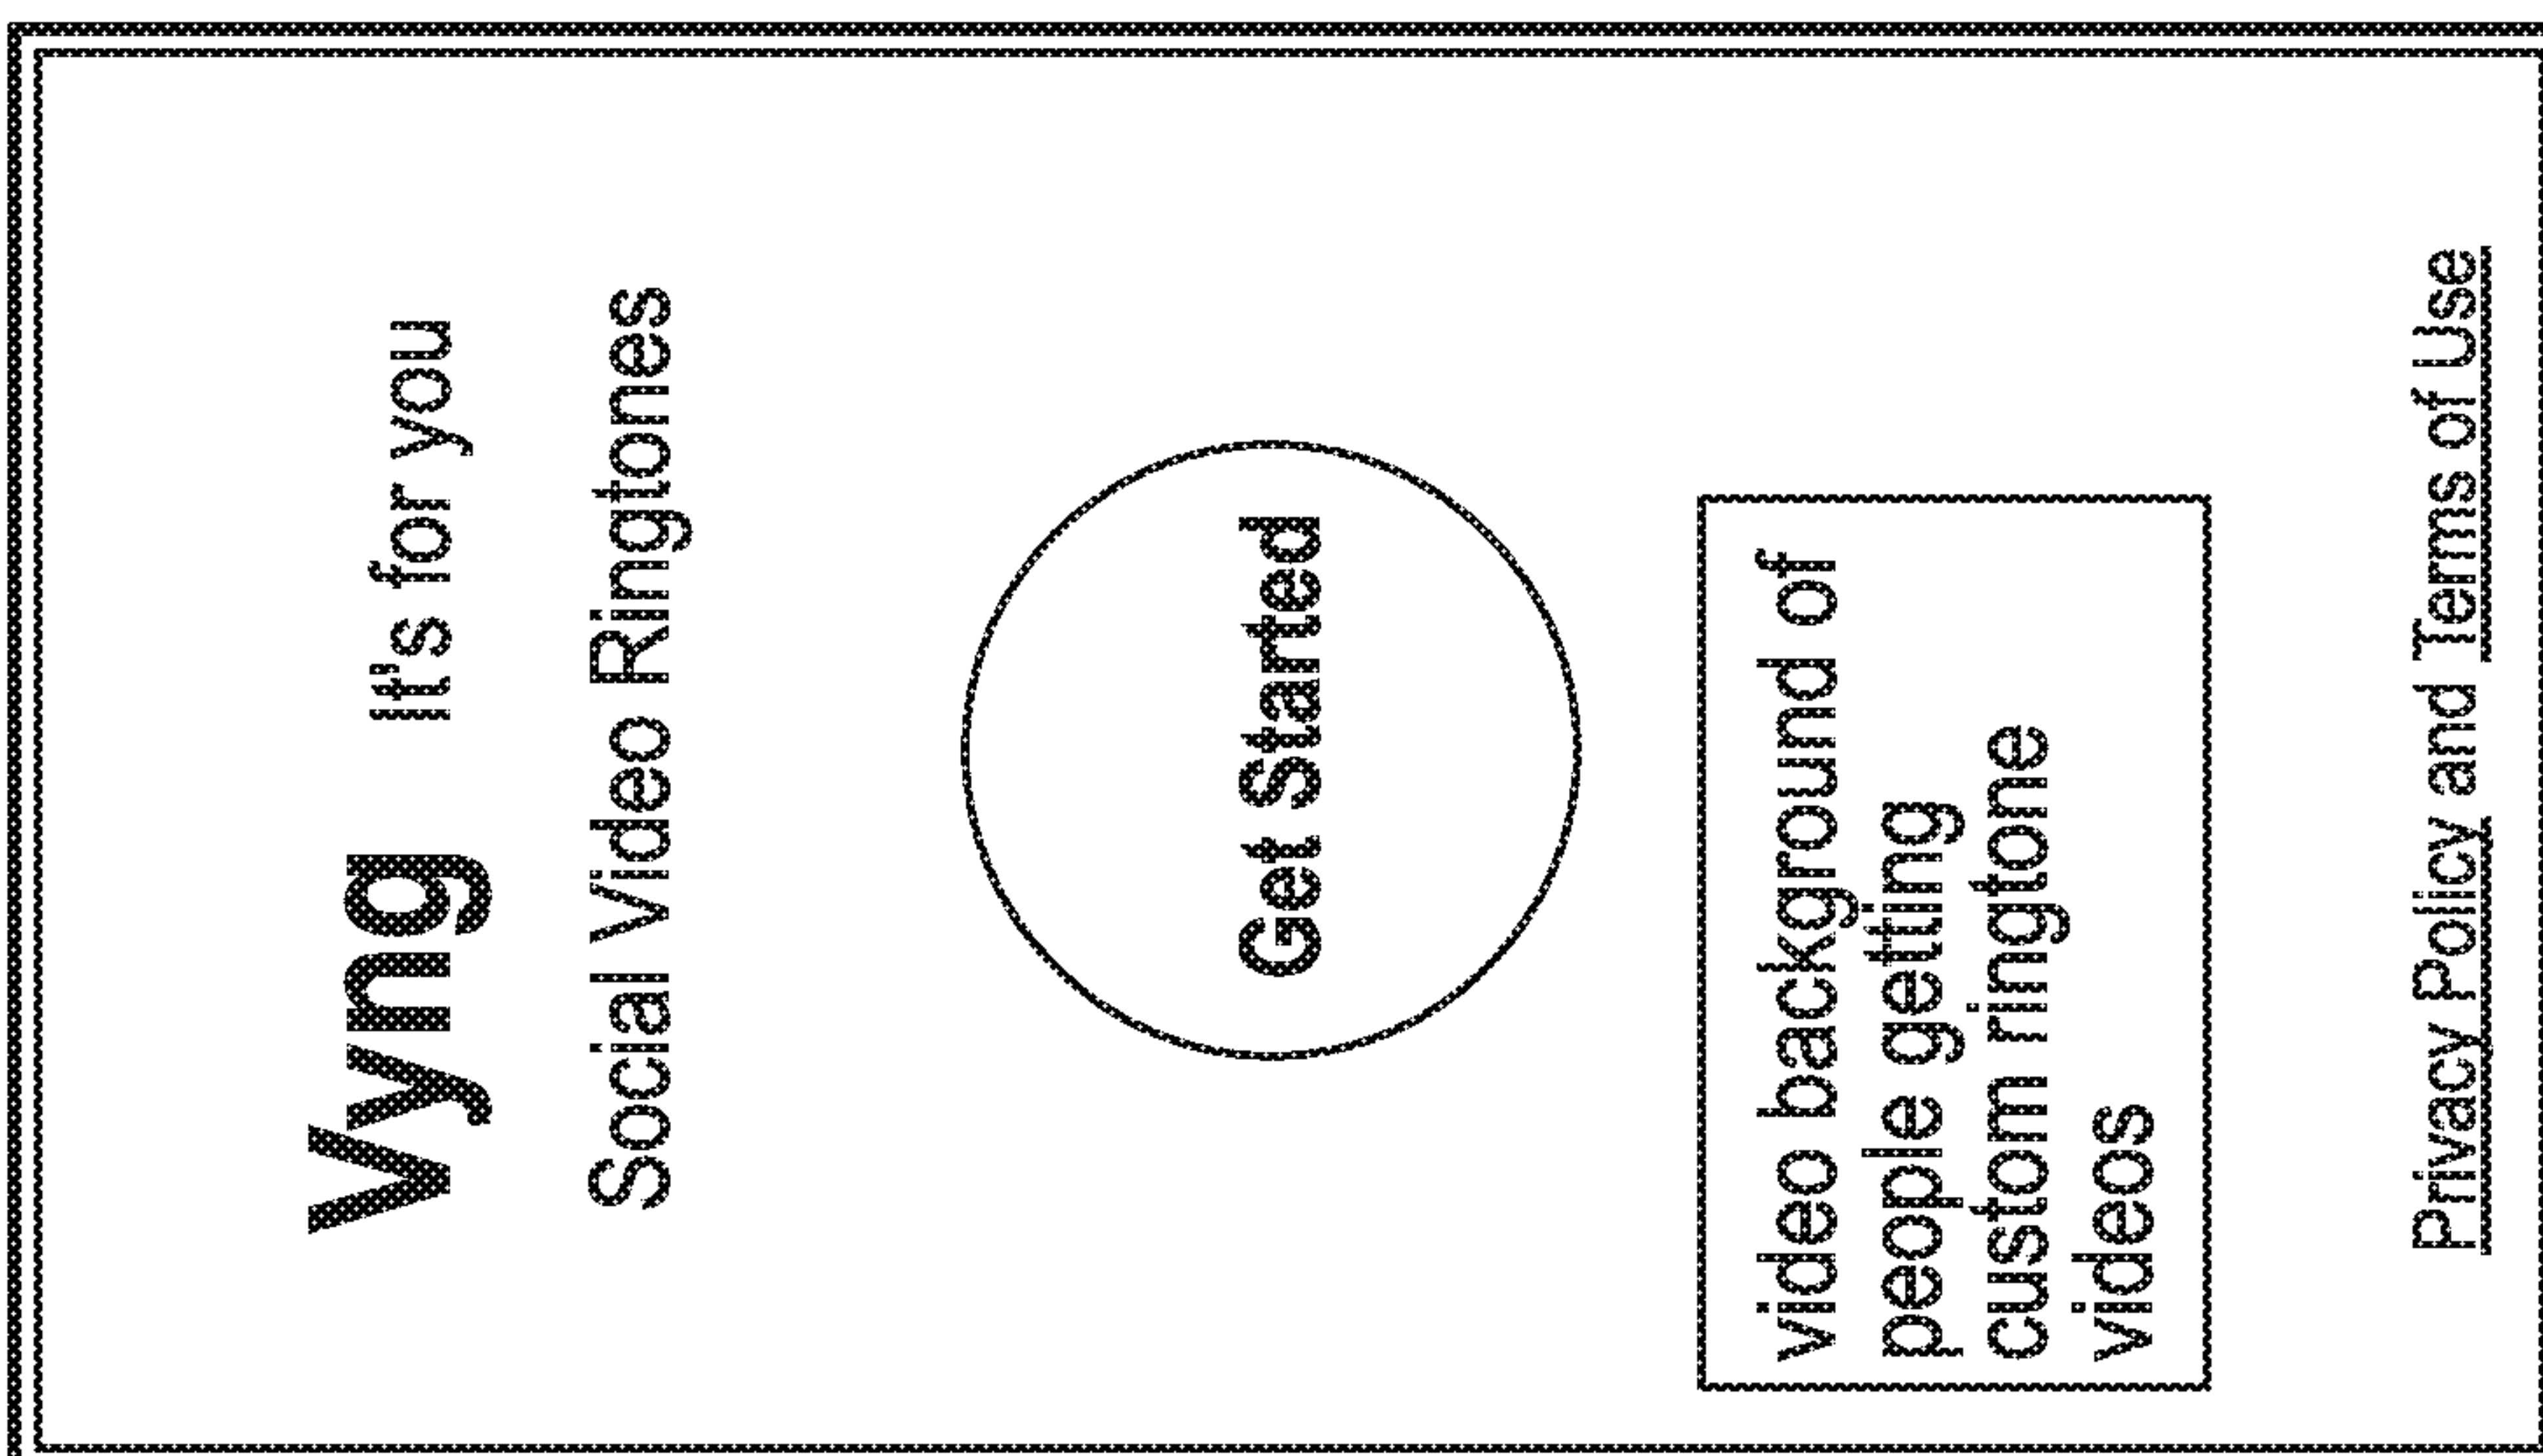 Vyng It's for you
Social Video Ringtones
Get Started
video background of
people getting
custom ringtone
videos
Privacy Policy and Terms of Use